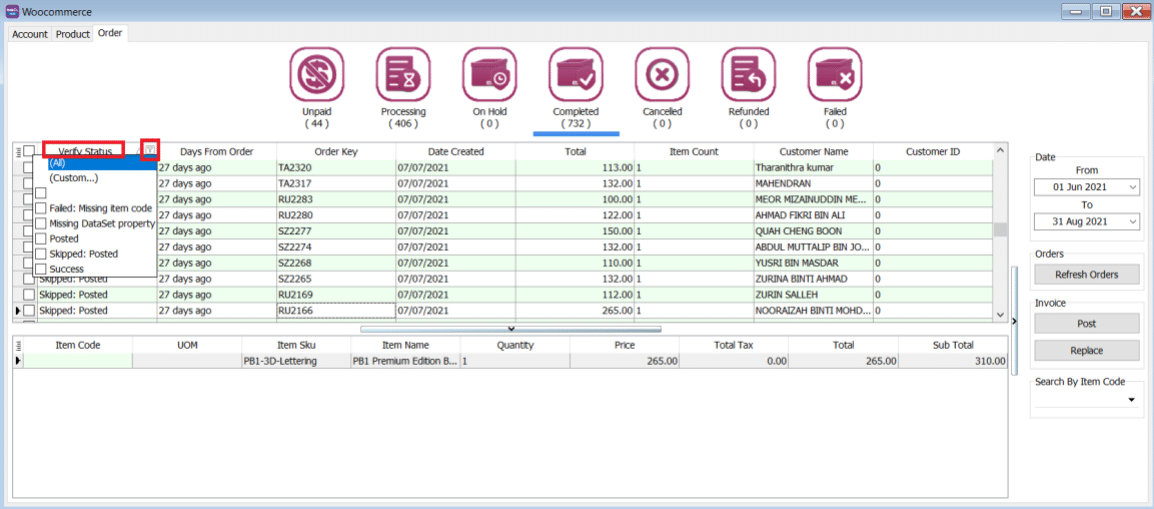 Woocommerce
Account Product Order
Unpaid Processing On Hold Completed Cancelled Refunded Failed
( 44 ) ( 406 ) ( 0 ) ( 732 ) ( 0 ) ( 0 ) ( 0 )
Verify Status Days From Order Order Key Date Created Total Item Count Customer Name Customer ID
(All)
(Custom...)
Failed: Missing item code
Missing DataSet property
Posted
Skipped: Posted
Success
27 days ago TA2320 07/07/2021 113.00 1 Tharanithra kumar 0
27 days ago TA2317 07/07/2021 132.00 1 MAHENDRAN 0
27 days ago RU2283 07/07/2021 100.00 1 MEOR MIZAINUDDIN ME... 0
27 days ago RU2280 07/07/2021 122.00 1 AHMAD FIKRI BIN ALI 0
27 days ago SZ2277 07/07/2021 150.00 1 QUAH CHENG BOON 0
27 days ago SZ2274 07/07/2021 132.00 1 ABDUL MUTTALIP BIN JO... 0
27 days ago SZ2268 07/07/2021 110.00 1 YUSRI BIN MASDAR 0
Skipped: Posted 27 days ago SZ2265 07/07/2021 132.00 1 ZURINA BINTI AHMAD 0
Skipped: Posted 27 days ago RU2169 07/07/2021 112.00 1 ZURIN SALLEH 0
Skipped: Posted 27 days ago RU2166 07/07/2021 265.00 1 NOORAIZAH BINTI MOHD... 0
Item Code UOM Item Sku Item Name Quantity Price Total Tax Total Sub Total
PB1-3D-Lettering PB1 Premium Edition B... 1 265.00 0.00 265.00 310.00
Date
From
01 Jun 2021
To
31 Aug 2021
Orders
Refresh Orders
Invoice
Post
Replace
Search By Item Code